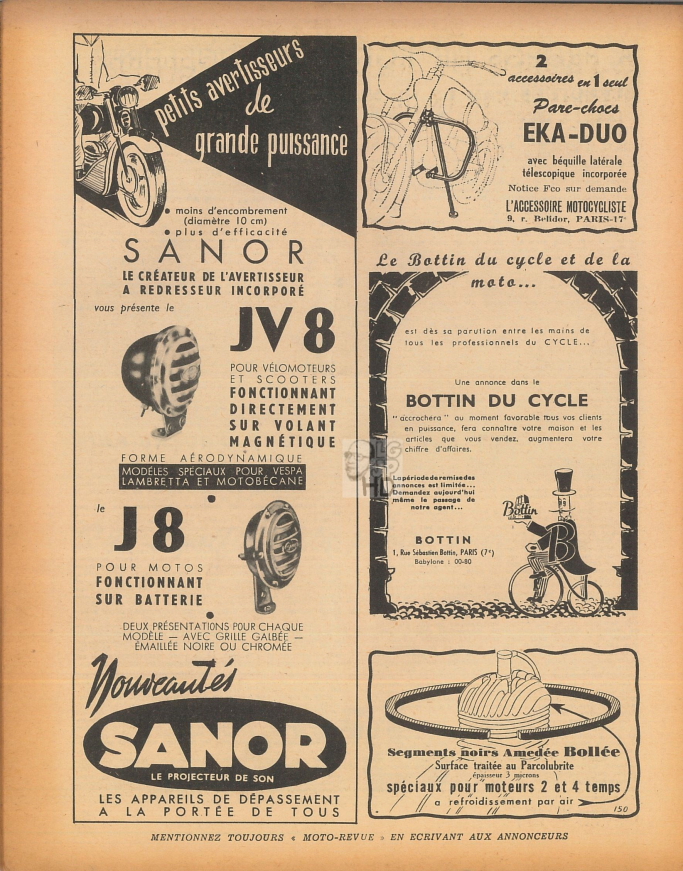 petits avertisseurs
de
grande puissance
• moins d'encombrement
(diamètre 10 cm)
• plus d'efficacité
SANOR
LE CRÉATEUR DE L'AVERTISSEUR
A REDRESSEUR INCORPORÉ
vous présente le
JV8
POUR VÉLOMOTEURS
ET SCOOTERS
FONCTIONNANT
DIRECTEMENT
SUR VOLANT
MAGNÉTIQUE
FORME AÉRODYNAMIQUE
MODÈLES SPÉCIAUX POUR VESPA
LAMBRETTA ET MOTOBÉCANE
le
J8
POUR MOTOS
FONCTIONNANT
SUR BATTERIE
DEUX PRÉSENTATIONS POUR CHAQUE
MODÈLE — AVEC GRILLE GALBÉE —
ÉMAILLÉE NOIRE OU CHROMÉE
Nouveautés
SANOR
LE PROJECTEUR DE SON
LES APPAREILS DE DÉPASSEMENT
A LA PORTÉE DE TOUS
2
accessoires en 1 seul
Pare-chocs
EKA-DUO
avec béquille latérale
télescopique incorporée
Notice Fco sur demande
L'ACCESSOIRE MOTOCYCLISTE
9, r. Belidor, PARIS-17e
Le Bottin du cycle et de la
moto...
est dès sa parution entre les mains de
tous les professionnels du CYCLE...
Une annonce dans le
BOTTIN DU CYCLE
"accrochera" au moment favorable tous vos clients
en puissance, fera connaître votre maison et les
articles que vous vendez, augmentera votre
chiffre d'affaires.
La période de remise des
annonces est limitée...
Demandez aujourd'hui
même le passage de
notre agent...
Bottin
B
BOTTIN
1, Rue Sébastien Bottin, PARIS (7e)
Babylone : 00-80
Segments noirs Amedée Bollée
Surface traitée au Parcolubrite
épaisseur 3 microns
spéciaux pour moteurs 2 et 4 temps
a refroidissement par air
150
MENTIONNEZ TOUJOURS « MOTO-REVUE » EN ECRIVANT AUX ANNONCEURS